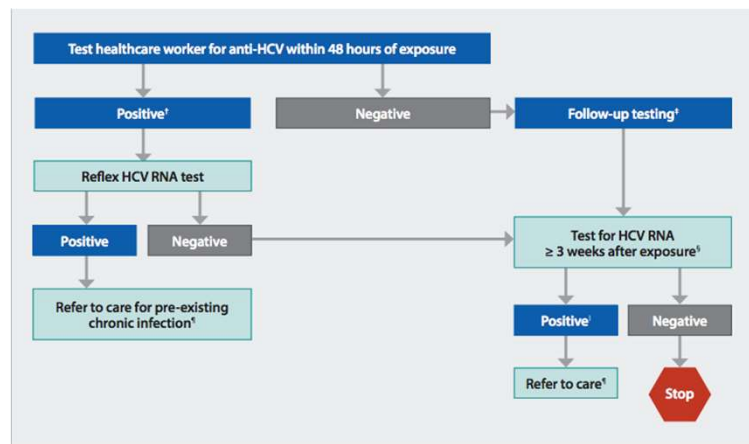 Test healthcare worker for anti-HCV within 48 hours of exposure
Positive†
Negative
Follow-up testing‡
Reflex HCV RNA test
Positive
Negative
Test for HCV RNA
≥ 3 weeks after exposure§
Refer to care for pre-existing
chronic infection¶
Positive
Negative
Refer to care¶
Stop